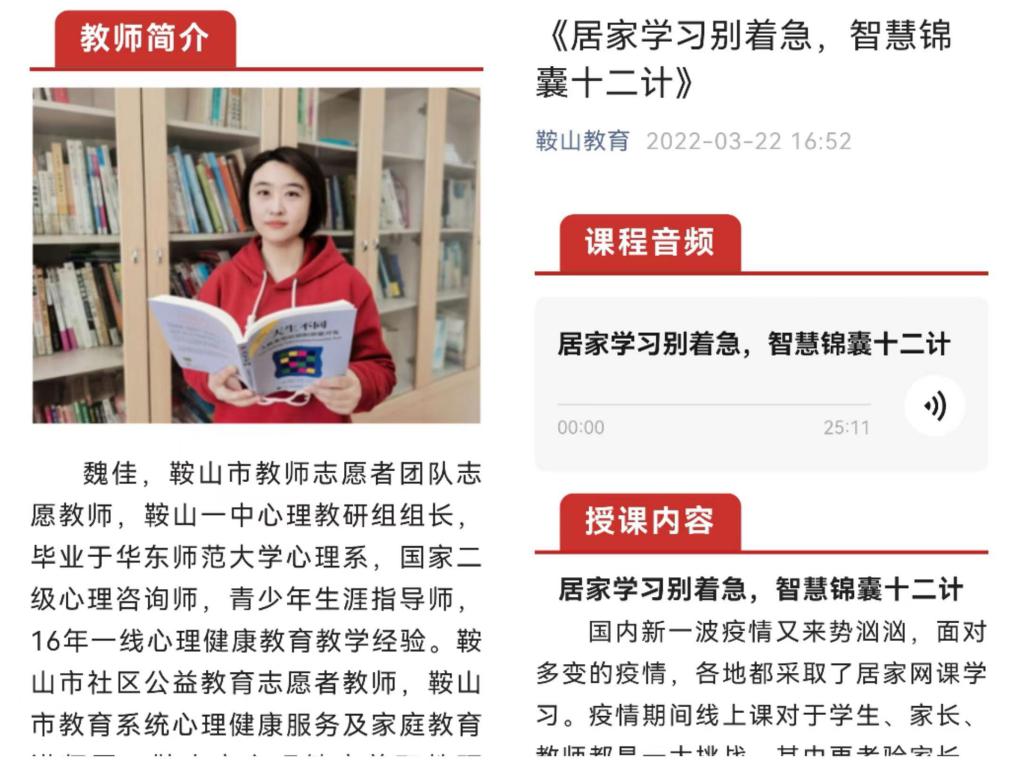 教师简介
天生不同
魏佳，鞍山市教师志愿者团队志
愿教师，鞍山一中心理教研组组长，
毕业于华东师范大学心理系，国家二
级心理咨询师，青少年生涯指导师，
16年一线心理健康教育教学经验。鞍
山市社区公益教育志愿者教师，鞍山
市教育系统心理健康服务及家庭教育
《居家学习别着急，智慧锦
囊十二计》
鞍山教育 2022-03-22 16:52
课程音频
居家学习别着急，智慧锦囊十二计
00:00 25:11
授课内容
居家学习别着急，智慧锦囊十二计
国内新一波疫情又来势汹汹，面对
多变的疫情，各地都采取了居家网课学
习。疫情期间线上课对于学生、家长、
教师都是一大挑战，其中更考验家长